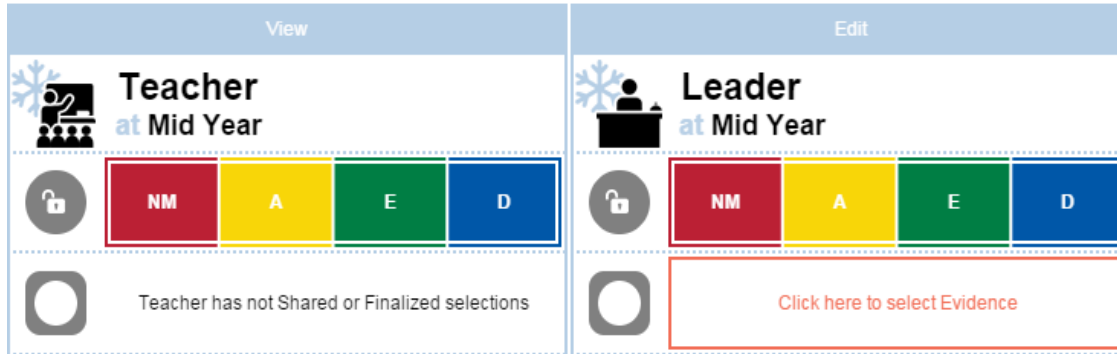 View
Teacher
at Mid Year
NM A E D
Teacher has not Shared or Finalized selections
Edit
Leader
at Mid Year
NM A E D
Click here to select Evidence